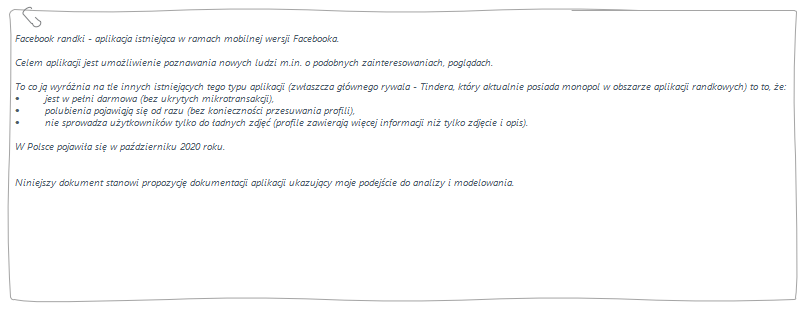 Facebook randki - aplikacja istniejąca w ramach mobilnej wersji Facebooka.
Celem aplikacji jest umożliwienie poznawania nowych ludzi m.in. o podobnych zainteresowaniach, poglądach.
To co ją wyróżnia na tle innych istniejących tego typu aplikacji (zwłaszcza głównego rywala - Tindera, który aktualnie posiada monopol w obszarze aplikacji randkowych) to to, że:
• jest w pełni darmowa (bez ukrytych mikrotransakcji),
• polubienia pojawiają się od razu (bez konieczności przesuwania profili),
• nie sprowadza użytkowników tylko do ładnych zdjęć (profile zawierają więcej informacji niż tylko zdjęcie i opis).
W Polsce pojawiła się w październiku 2020 roku.
Niniejszy dokument stanowi propozycję dokumentacji aplikacji ukazujący moje podejście do analizy i modelowania.